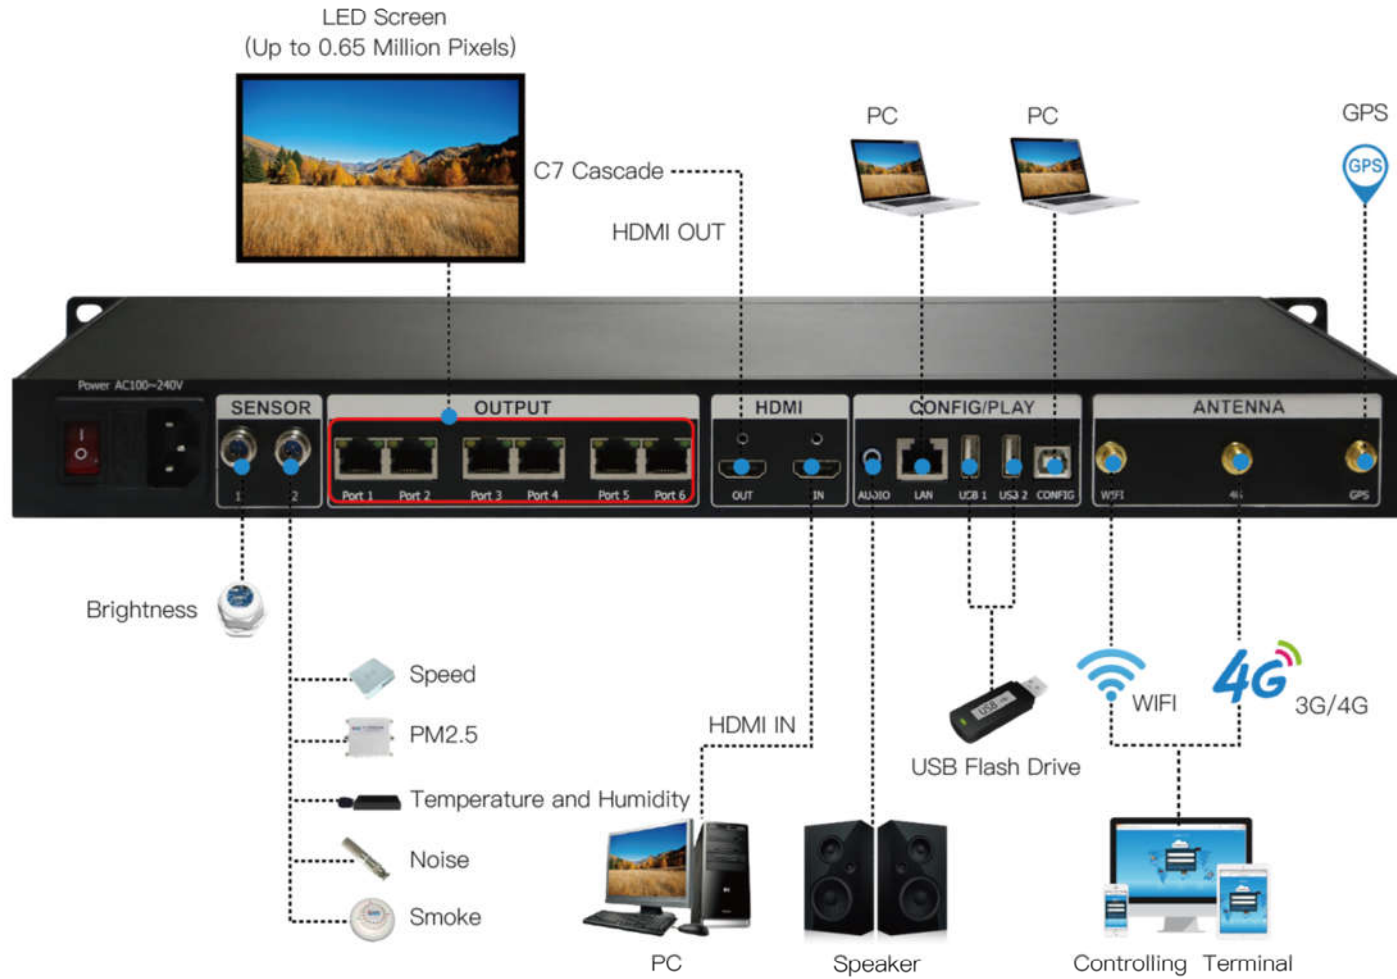 LED Screen
(Up to 0.65 Million Pixels)
C7 Cascade
HDMI OUT
PC
PC
GPS
GPS
Power AC100~240V
SENSOR
OUTPUT
HDMI
CONFIG/PLAY
ANTENNA
1
2
Port 1
Port 2
Port 3
Port 4
Port 5
Port 6
OUT
IN
AUDIO
LAN
USB 1
USB 2
CONFIG
WIFI
4G
GPS
Brightness
Speed
PM2.5
Temperature and Humidity
Noise
Smoke
HDMI IN
PC
Speaker
USB
USB Flash Drive
WIFI
4G
3G/4G
Controlling Terminal